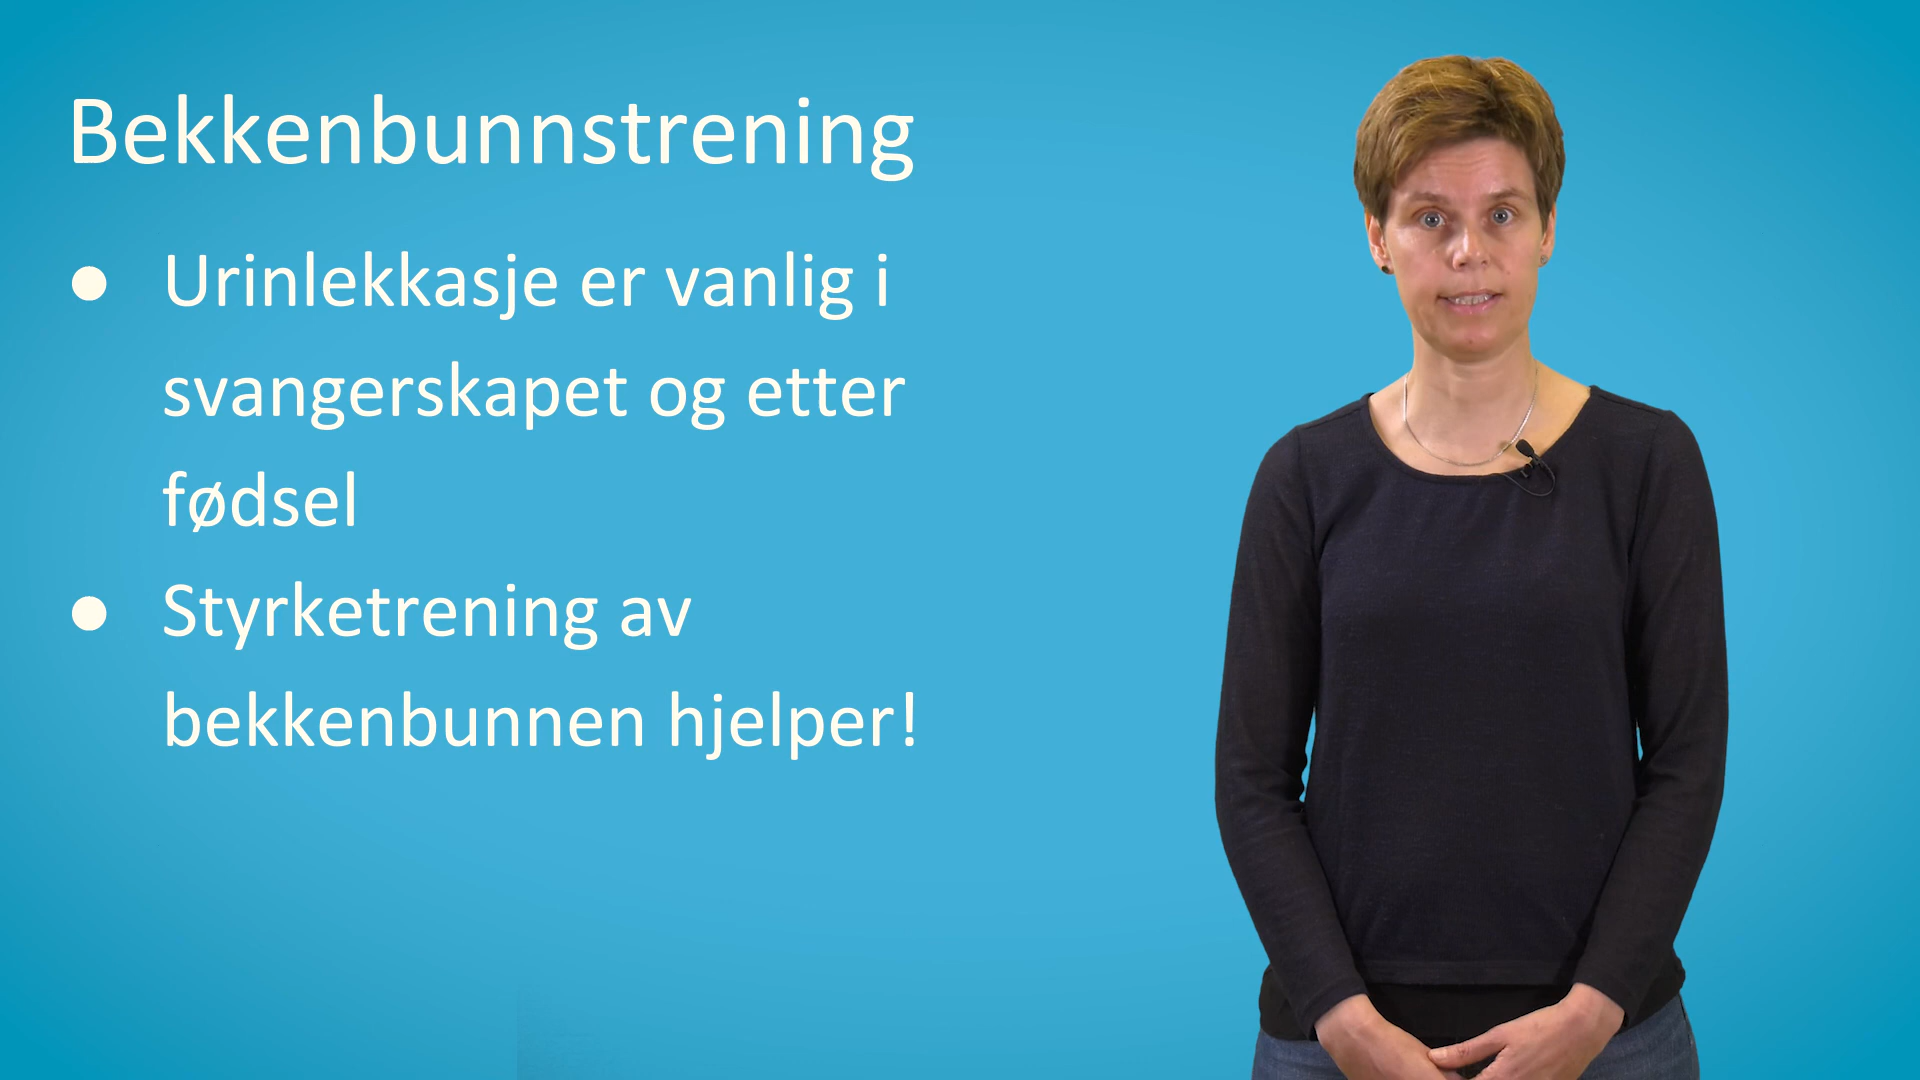 Bekkenbunnstrening
● Urinlekkasje er vanlig i
svangerskapet og etter
fødsel
● Styrketrening av
bekkenbunnen hjelper!